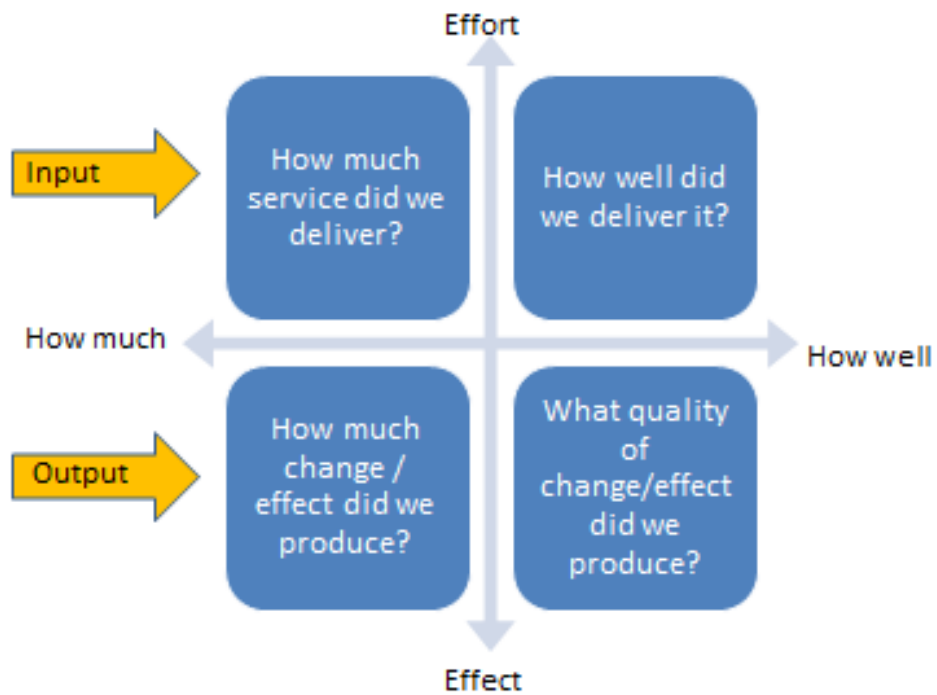 Effort
Input
How much
service did we
deliver?
How well did
we deliver it?
How much
How well
Output
How much
change /
effect did we
produce?
What quality
of
change/effect
did we
produce?
Effect